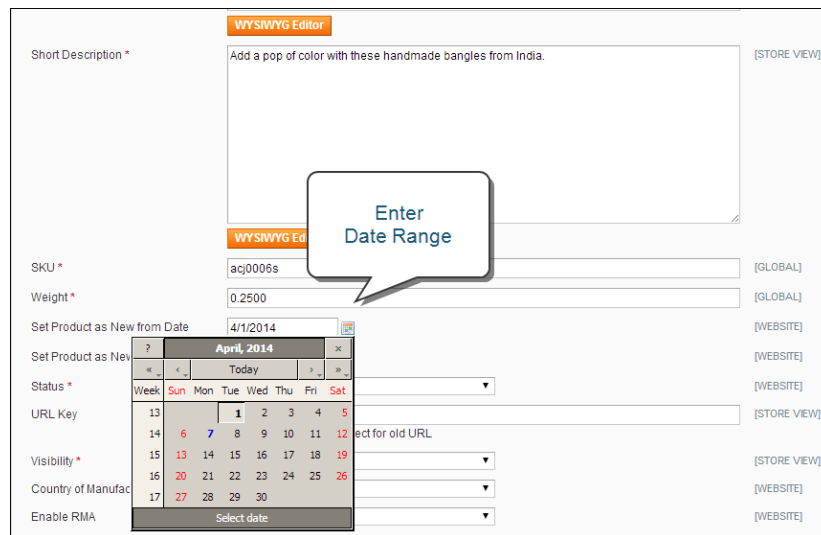 WYSIWYG Editor
Short Description *
Add a pop of color with these handmade bangles from India.
[STORE VIEW]
Enter
Date Range
WYSIWYG Ed
SKU *
acj0006s
[GLOBAL]
Weight *
0.2500
[GLOBAL]
Set Product as New from Date
4/1/2014
[WEBSITE]
Set Product as New
[WEBSITE]
? April, 2014 ×
« ‹ Today › »
Week Sun Mon Tue Wed Thu Fri Sat
13 1 2 3 4 5
14 6 7 8 9 10 11 12
15 13 14 15 16 17 18 19
16 20 21 22 23 24 25 26
17 27 28 29 30
Select date
Status *
[WEBSITE]
URL Key
[STORE VIEW]
ect for old URL
Visibility *
[STORE VIEW]
Country of Manufac
[WEBSITE]
Enable RMA
[WEBSITE]